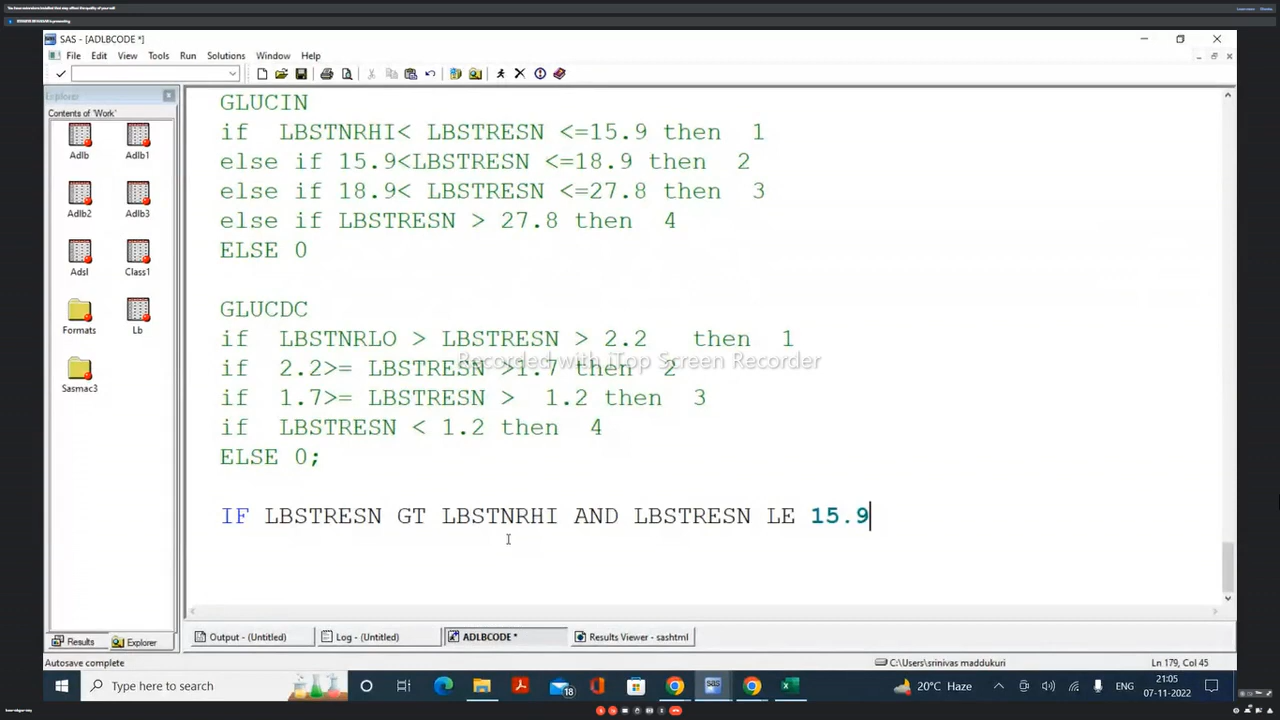 SAS - [ADLBCODE *]
File Edit View Tools Run Solutions Window Help
Explorer
Contents of 'Work'
Adlb Adlb1
Adlb2 Adlb3
Adsl Class1
Formats Lb
Sasmac3
GLUCIN
if LBSTNRHI< LBSTRESN <=15.9 then 1
else if 15.9<LBSTRESN <=18.9 then 2
else if 18.9< LBSTRESN <=27.8 then 3
else if LBSTRESN > 27.8 then 4
ELSE 0
GLUCDC
if LBSTNRLO > LBSTRESN > 2.2 then 1
Recorded with iTop Screen Recorder
if 2.2>= LBSTRESN >1.7 then 2
if 1.7>= LBSTRESN > 1.2 then 3
if LBSTRESN < 1.2 then 4
ELSE 0;
IF LBSTRESN GT LBSTNRHI AND LBSTRESN LE 15.9
Results Explorer
Output - (Untitled) Log - (Untitled) ADLBCODE * Results Viewer - sashtml
Autosave complete C:\Users\srinivas maddukuri Ln 179, Col 45
Type here to search 18 20°C Haze ENG 21:05
07-11-2022